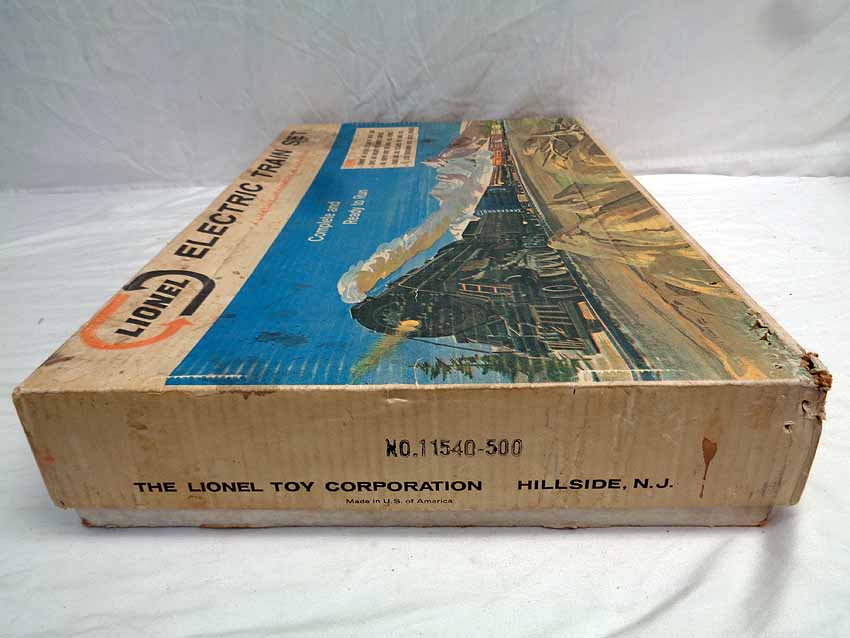 LIONEL ELECTRIC TRAIN SET
Complete and
Ready to Run
NO.11540-500
THE LIONEL TOY CORPORATION HILLSIDE, N.J.
Made in U.S. of America